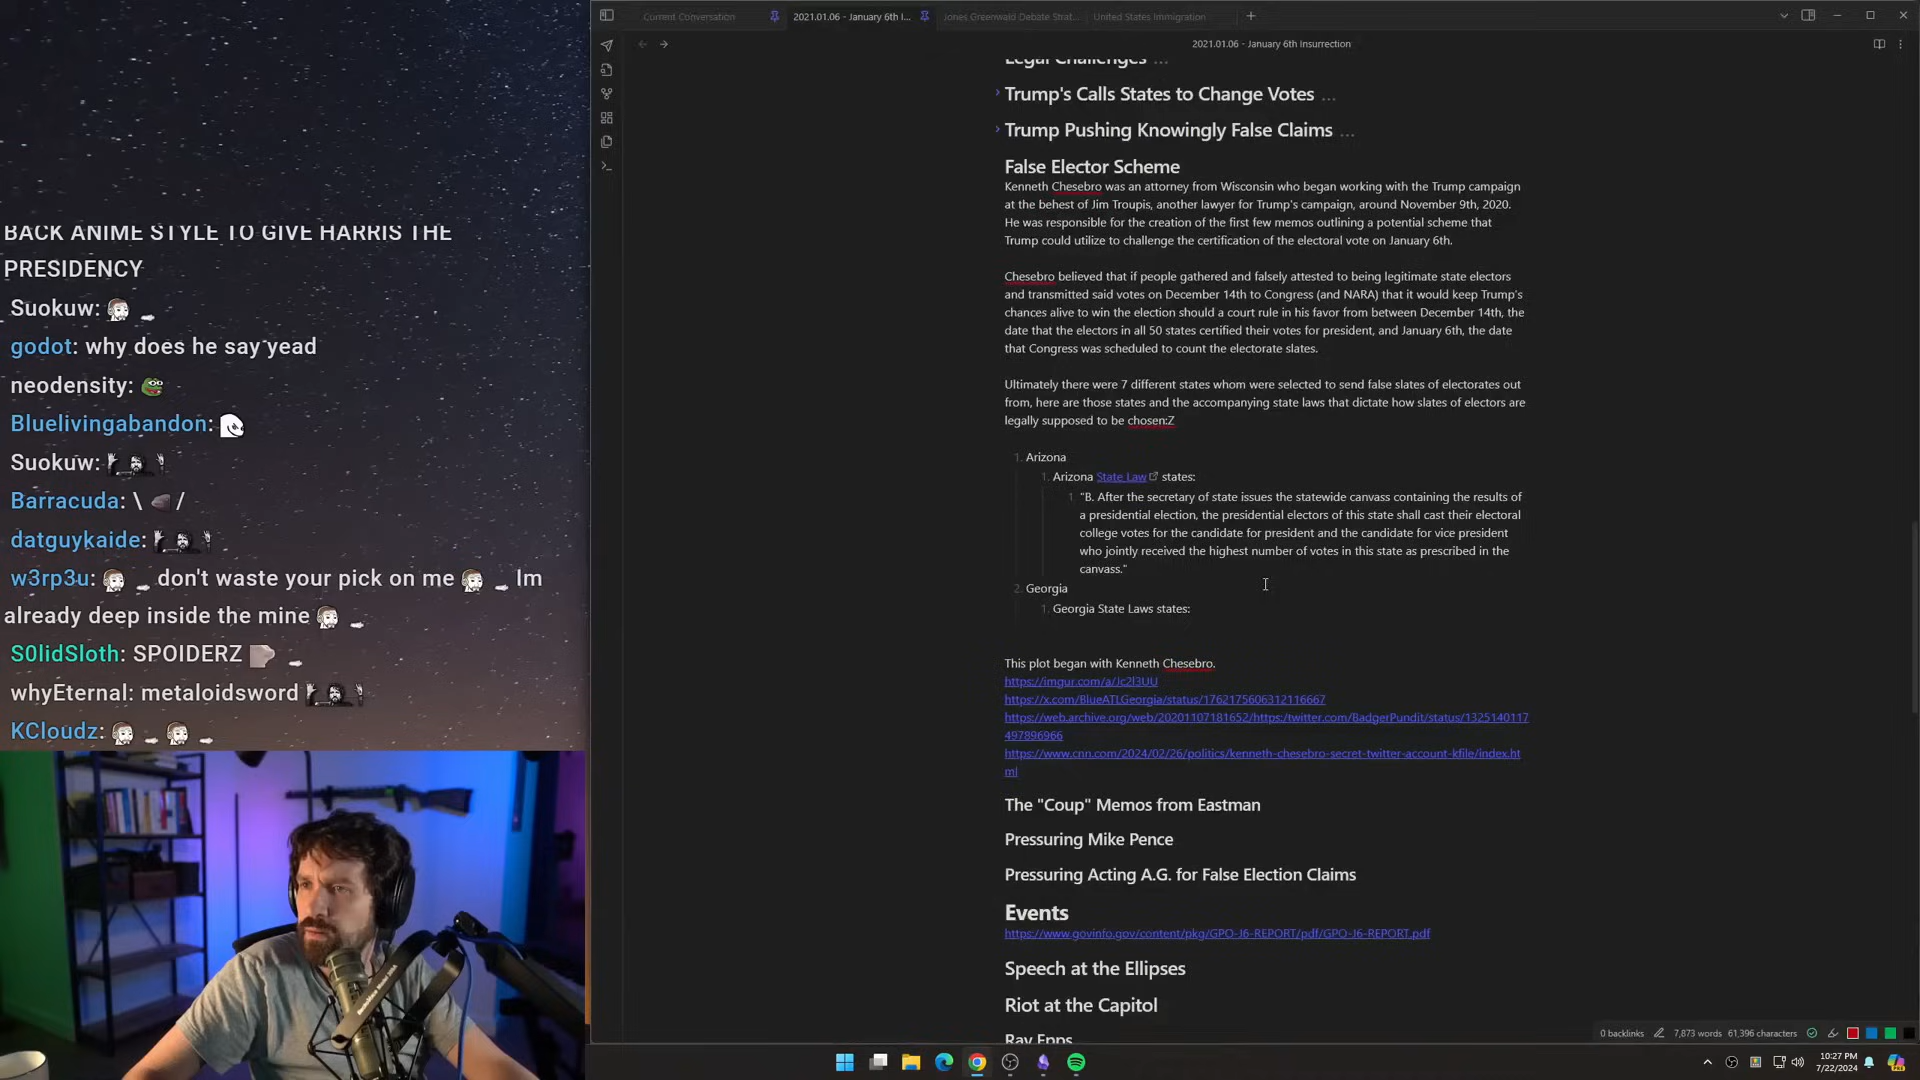 BACK ANIME STYLE TO GIVE HARRIS THE
PRESIDENCY
Suokuw:
godot: why does he say yead
neodensity:
Bluelivingabandon:
Suokuw:
Barracuda: \ /
datguykaide:
w3rp3u: don't waste your pick on me Im
already deep inside the mine
S0lidSloth: SPOIDERZ
whyEternal: metaloidsword
KCloudz:
Current Conversation
2021.01.06 - January 6th I...
Jones Greenwald Debate Strat...
United States Immigration
2021.01.06 - January 6th Insurrection
Legal Challenges ...
Trump's Calls States to Change Votes ...
Trump Pushing Knowingly False Claims ...
False Elector Scheme
Kenneth Chesebro was an attorney from Wisconsin who began working with the Trump campaign
at the behest of Jim Troupis, another lawyer for Trump's campaign, around November 9th, 2020.
He was responsible for the creation of the first few memos outlining a potential scheme that
Trump could utilize to challenge the certification of the electoral vote on January 6th.
Chesebro believed that if people gathered and falsely attested to being legitimate state electors
and transmitted said votes on December 14th to Congress (and NARA) that it would keep Trump's
chances alive to win the election should a court rule in his favor from between December 14th, the
date that the electors in all 50 states certified their votes for president, and January 6th, the date
that Congress was scheduled to count the electorate slates.
Ultimately there were 7 different states whom were selected to send false slates of electorates out
from, here are those states and the accompanying state laws that dictate how slates of electors are
legally supposed to be chosen:Z
1. Arizona
1. Arizona State Law states:
1. "B. After the secretary of state issues the statewide canvass containing the results of
a presidential election, the presidential electors of this state shall cast their electoral
college votes for the candidate for president and the candidate for vice president
who jointly received the highest number of votes in this state as prescribed in the
canvass."
2. Georgia
1. Georgia State Laws states:
This plot began with Kenneth Chesebro.
https://imgur.com/a/Jc2l3UU
https://x.com/BlueATLGeorgia/status/1762175606312116667
https://web.archive.org/web/20201107181652/https:/twitter.com/BadgerPundit/status/1325140117
497896966
https://www.cnn.com/2024/02/26/politics/kenneth-chesebro-secret-twitter-account-kfile/index.ht
ml
The "Coup" Memos from Eastman
Pressuring Mike Pence
Pressuring Acting A.G. for False Election Claims
Events
https://www.govinfo.gov/content/pkg/GPO-J6-REPORT/pdf/GPO-J6-REPORT.pdf
Speech at the Ellipses
Riot at the Capitol
Ray Epps
0 backlinks
7,873 words 61,396 characters
10:27 PM
7/22/2024